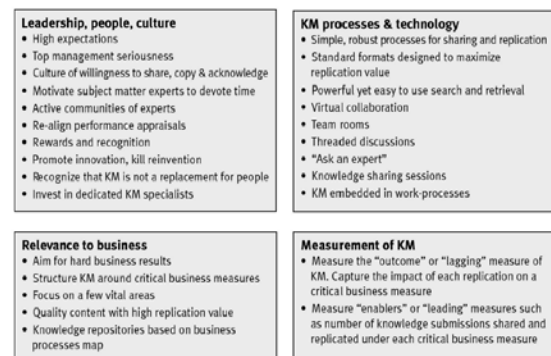 Leadership, people, culture
• High expectations
• Top management seriousness
• Culture of willingness to share, copy & acknowledge
• Motivate subject matter experts to devote time
• Active communities of experts
• Re-align performance appraisals
• Rewards and recognition
• Promote innovation, kill reinvention
• Recognize that KM is not a replacement for people
• Invest in dedicated KM specialists
KM processes & technology
• Simple, robust processes for sharing and replication
• Standard formats designed to maximize
replication value
• Powerful yet easy to use search and retrieval
• Virtual collaboration
• Team rooms
• Threaded discussions
• "Ask an expert"
• Knowledge sharing sessions
• KM embedded in work-processes
Relevance to business
• Aim for hard business results
• Structure KM around critical business measures
• Focus on a few vital areas
• Quality content with high replication value
• Knowledge repositories based on business
processes map
Measurement of KM
• Measure the "outcome" or "lagging" measure of
KM. Capture the impact of each replication on a
critical business measure
• Measure "enablers" or "leading" measures such
as number of knowledge submissions shared and
replicated under each critical business measure